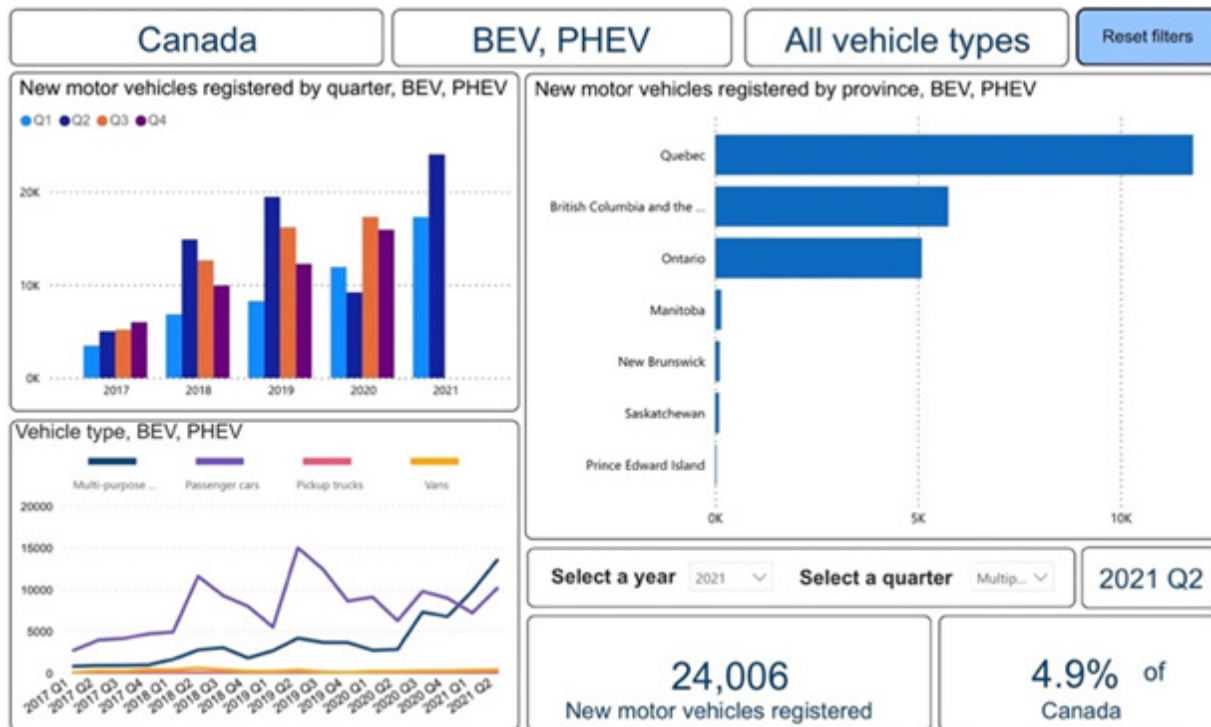 Canada
BEV, PHEV
All vehicle types
Reset filters
New motor vehicles registered by quarter, BEV, PHEV
Q1 Q2 Q3 Q4
20K
10K
0K
2017 2018 2019 2020 2021
Vehicle type, BEV, PHEV
Multi-purpose ... Passenger cars Pickup trucks Vans
20000
15000
10000
5000
0
2017 Q1 2017 Q2 2017 Q3 2017 Q4 2018 Q1 2018 Q2 2018 Q3 2018 Q4 2019 Q1 2019 Q2 2019 Q3 2019 Q4 2020 Q1 2020 Q2 2020 Q3 2020 Q4 2021 Q1 2021 Q2
New motor vehicles registered by province, BEV, PHEV
Quebec
British Columbia and the ...
Ontario
Manitoba
New Brunswick
Saskatchewan
Prince Edward Island
0K 5K 10K
Select a year 2021 Select a quarter Multip...
2021 Q2
24,006
New motor vehicles registered
4.9% of
Canada